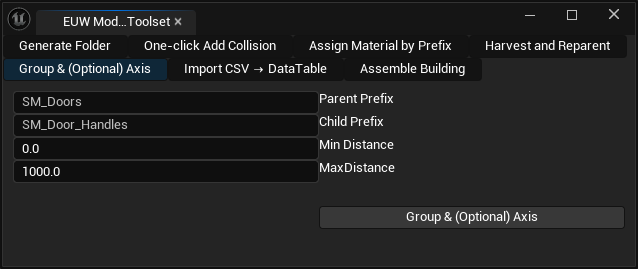 EUW Mod...Toolset
Generate Folder One-click Add Collision Assign Material by Prefix Harvest and Reparent
Group & (Optional) Axis Import CSV → DataTable Assemble Building
SM_Doors Parent Prefix
SM_Door_Handles Child Prefix
0.0 Min Distance
1000.0 MaxDistance
Group & (Optional) Axis